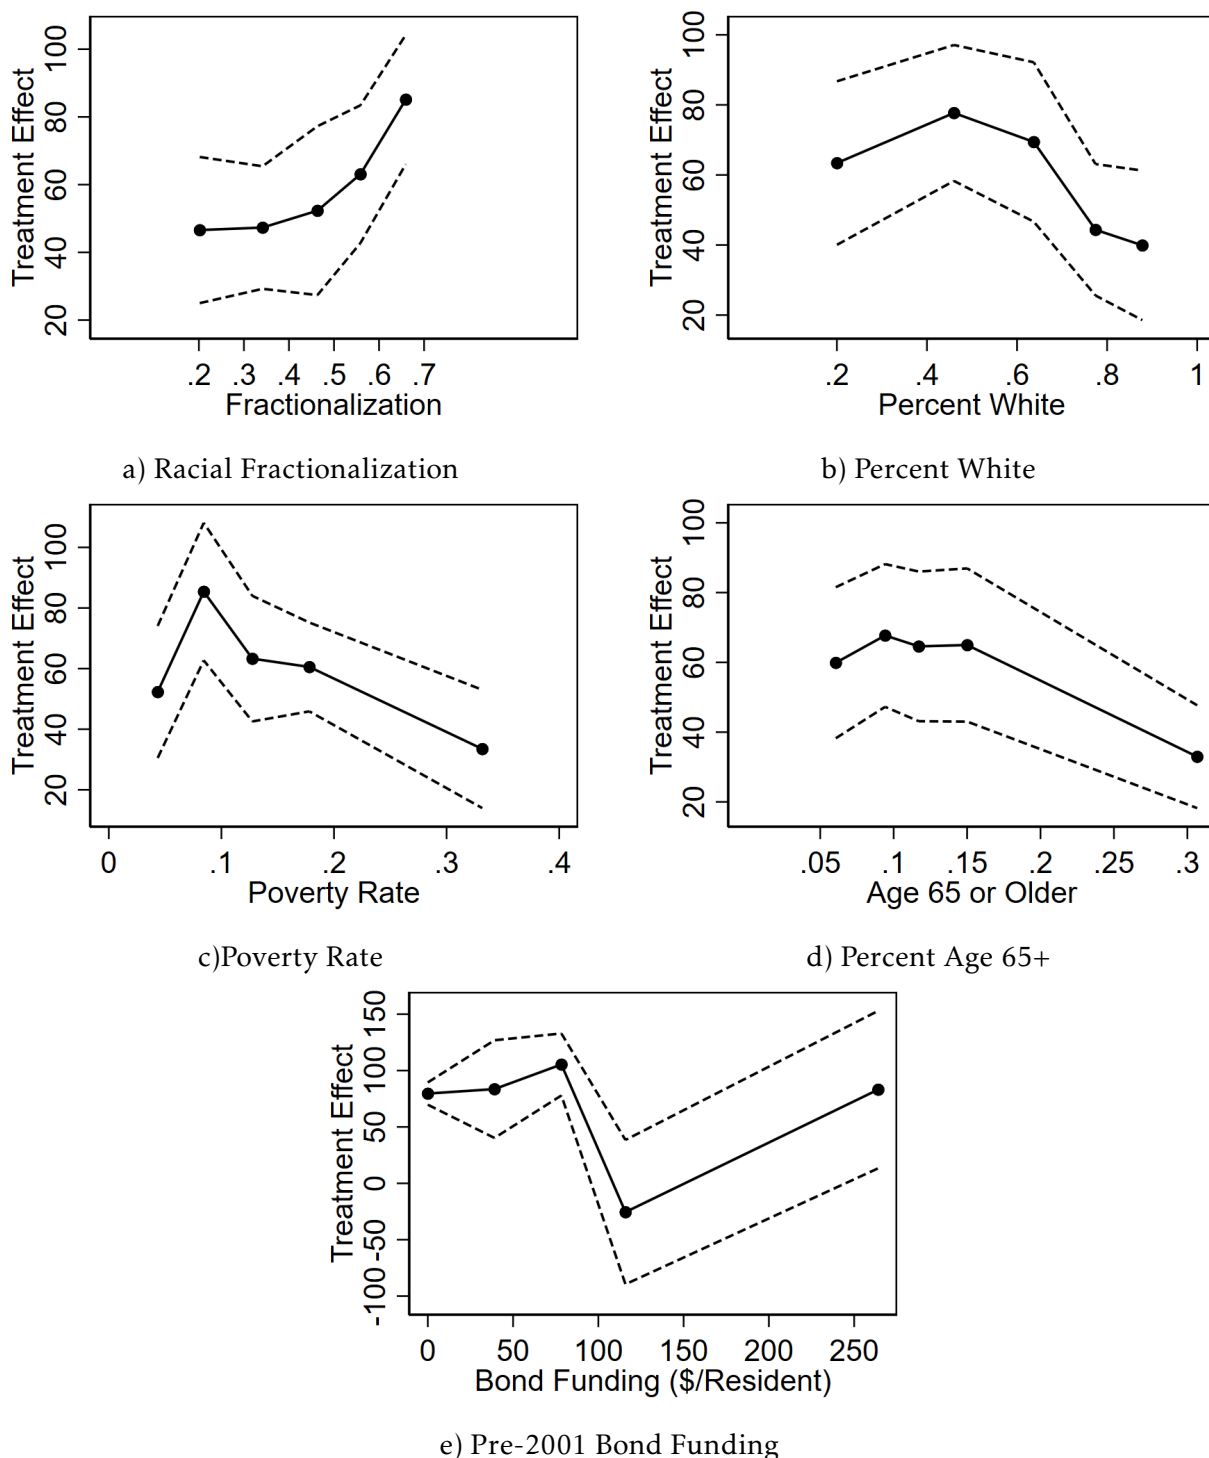 Treatment Effect
20 40 60 80 100
.2 .3 .4 .5 .6 .7
Fractionalization
a) Racial Fractionalization
Treatment Effect
20 40 60 80 100
.2 .4 .6 .8 1
Percent White
b) Percent White
Treatment Effect
20 40 60 80 100
0 .1 .2 .3 .4
Poverty Rate
c)Poverty Rate
Treatment Effect
20 40 60 80 100
.05 .1 .15 .2 .25 .3
Age 65 or Older
d) Percent Age 65+
Treatment Effect
-100 -50 0 50 100 150
0 50 100 150 200 250
Bond Funding ($/Resident)
e) Pre-2001 Bond Funding